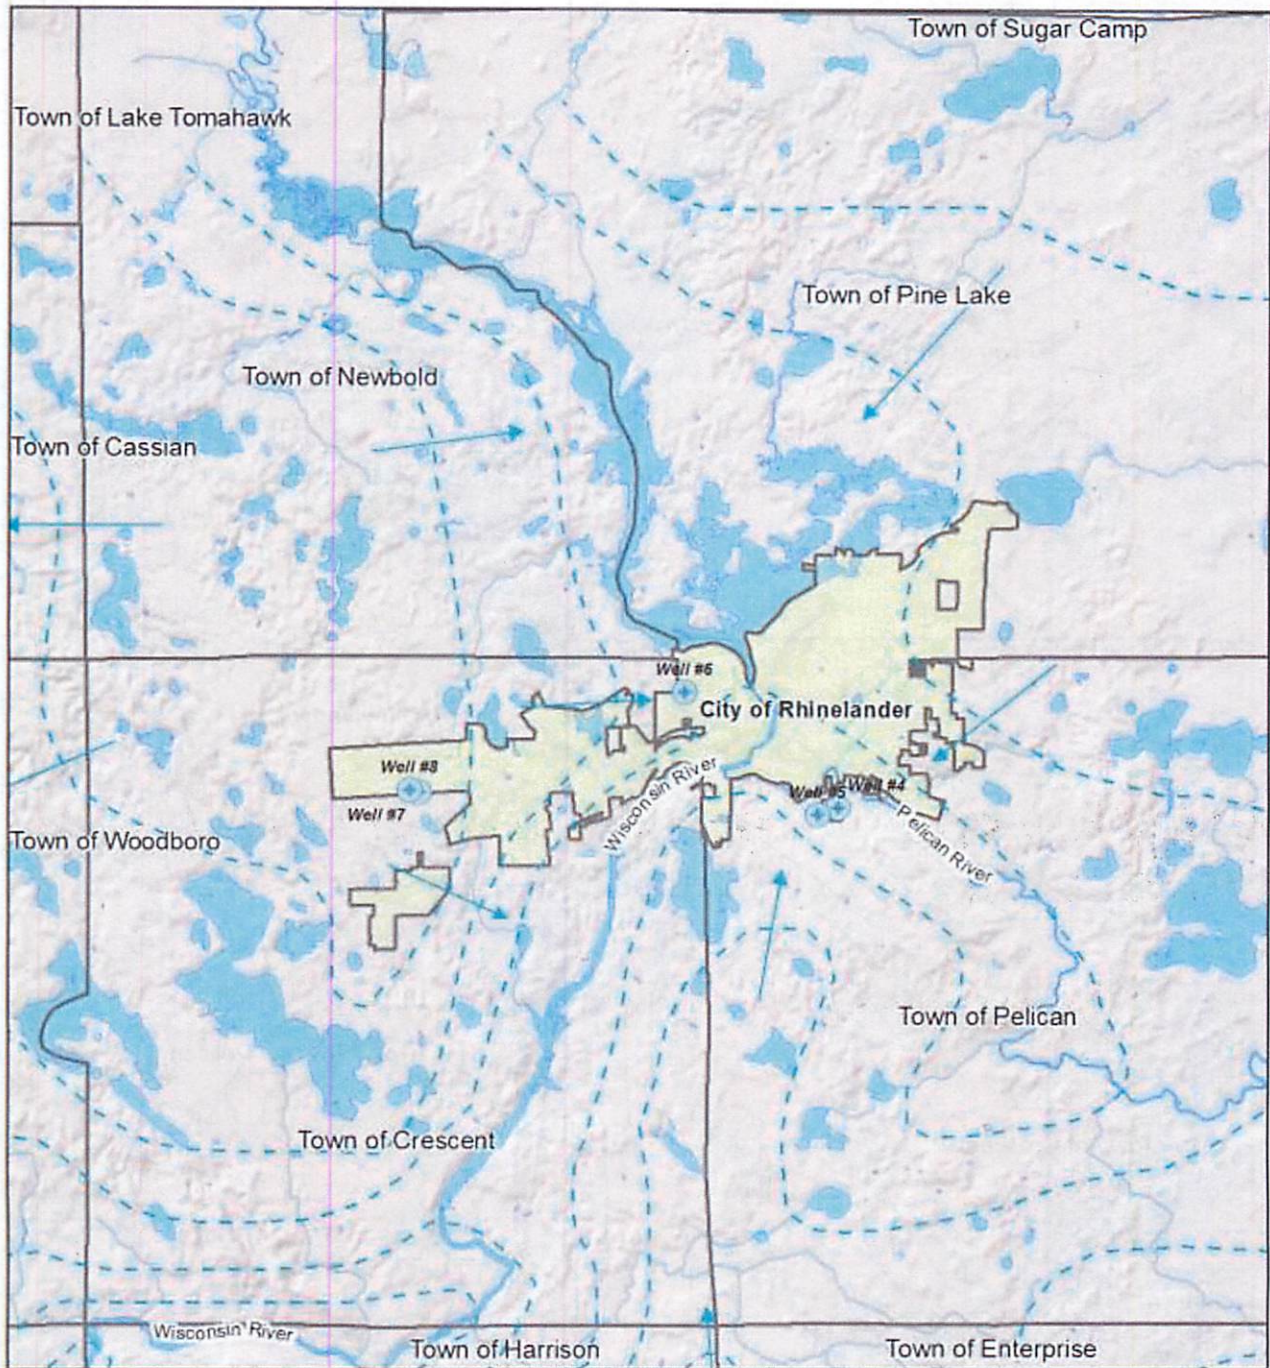 Town of Sugar Camp
Town of Lake Tomahawk
Town of Pine Lake
Town of Newbold
Town of Cassian
Well #6
City of Rhinelander
Well #8
Wisconsin River
Well #5
Well #4
Well #7
Pelican River
Town of Woodboro
Town of Pelican
Town of Crescent
Wisconsin River
Town of Harrison
Town of Enterprise